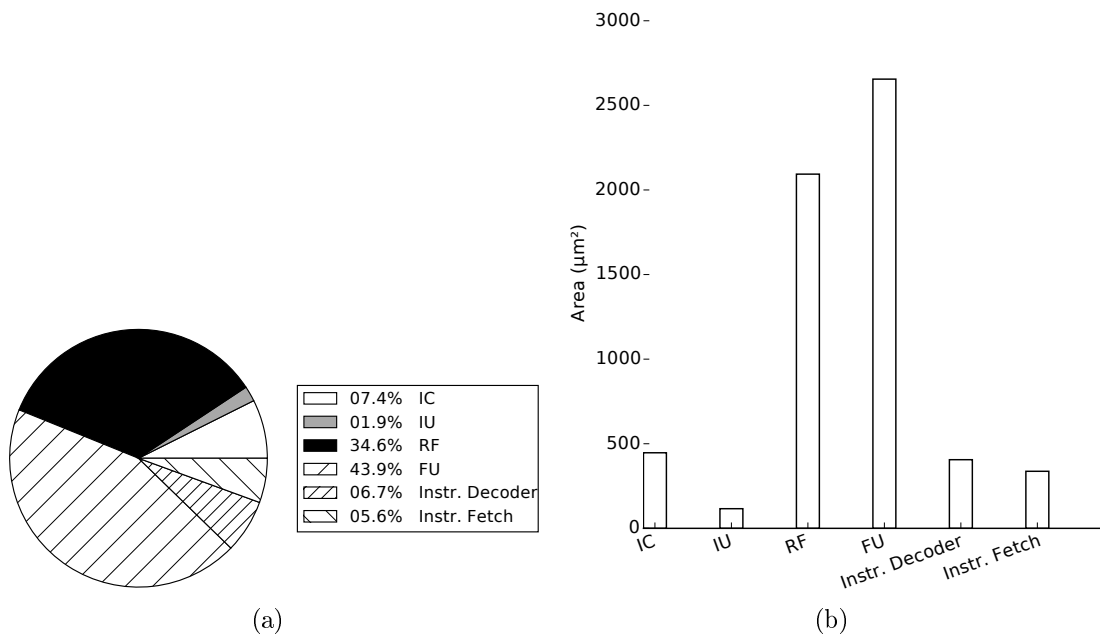 07.4% IC
01.9% IU
34.6% RF
43.9% FU
06.7% Instr. Decoder
05.6% Instr. Fetch
(a)
3000
2500
2000
1500
1000
500
0
Area (µm²)
IC
IU
RF
FU
Instr. Decoder
Instr. Fetch
(b)